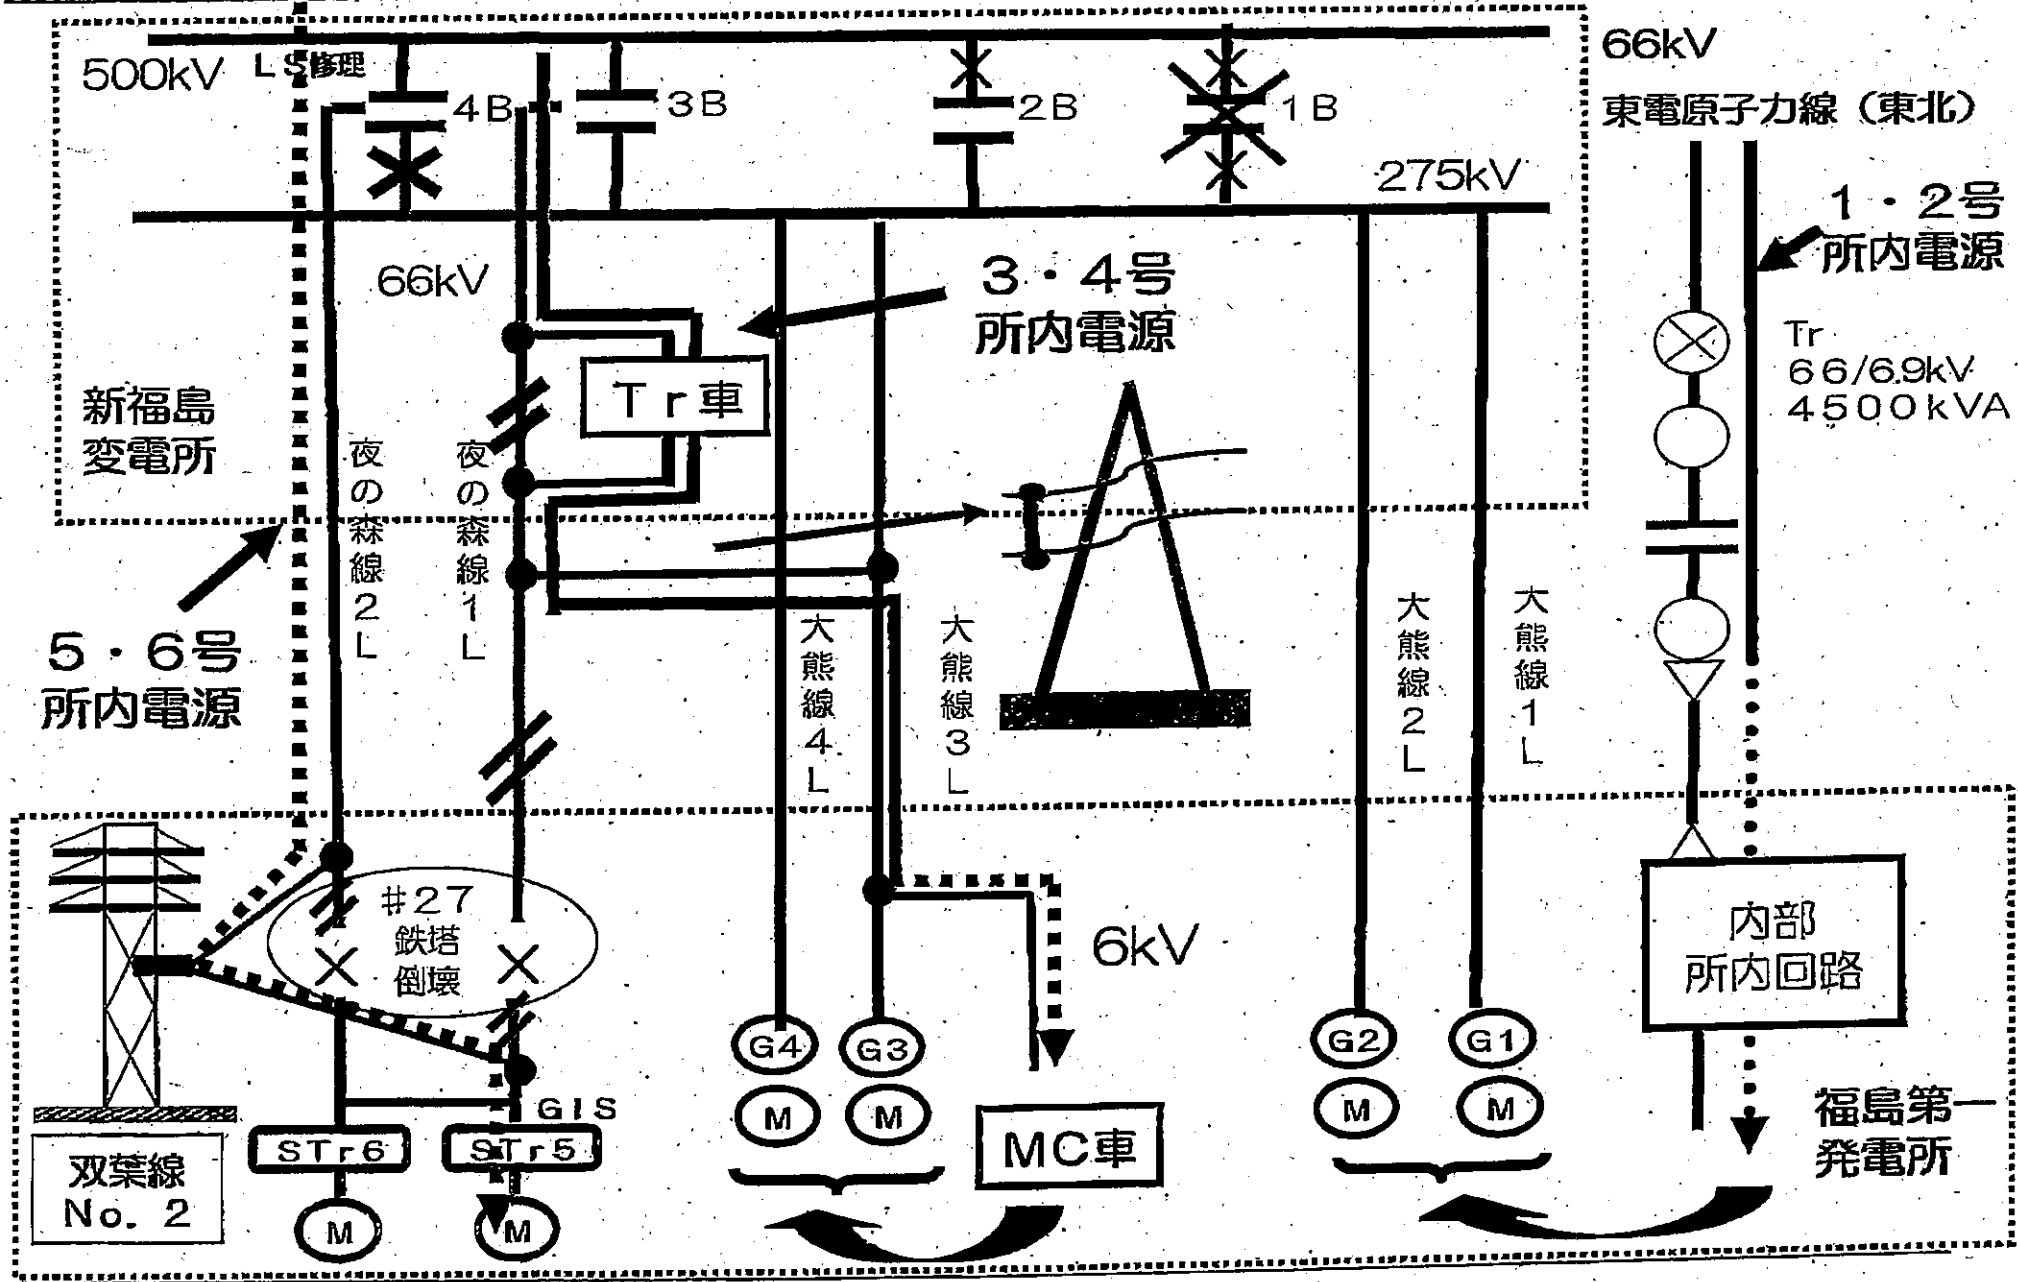 500kV
LS修理
4B
3B
2B
1B
275kV
66kV
東電原子力線（東北）
1・2号
所内電源
Tr
66/6.9kV
4500kVA
66kV
3・4号
所内電源
Tr車
新福島
変電所
夜の森線2L
夜の森線1L
5・6号
所内電源
大熊線4L
大熊線3L
大熊線2L
大熊線1L
#27
鉄塔
倒壊
6kV
内部
所内回路
G4
G3
G2
G1
M
M
M
M
GIS
STr6
STr5
MC車
福島第一
発電所
双葉線
No. 2
M
M